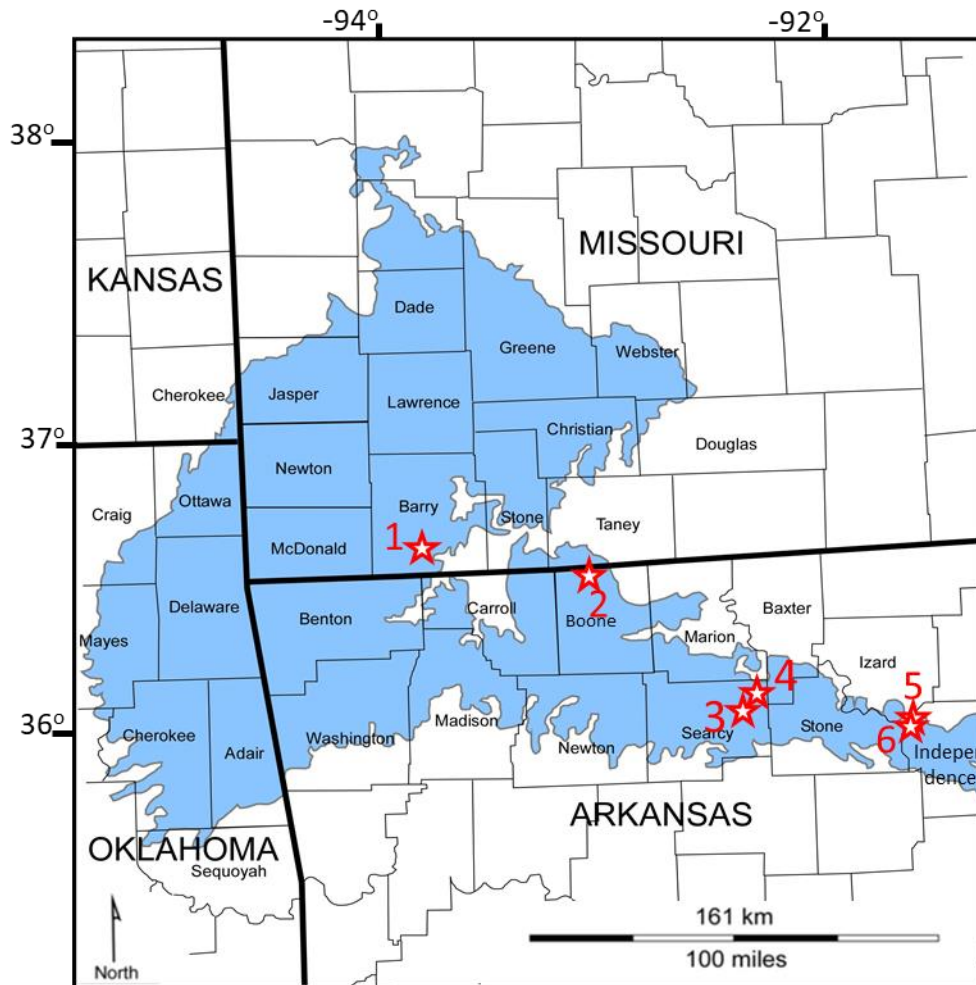 -94°
-92°
38°
MISSOURI
KANSAS
Dade
Greene
Webster
Cherokee
Jasper
Lawrence
Christian
37°
Douglas
Newton
Ottawa
Craig
Barry
Stone
Taney
1
McDonald
2
Delaware
Benton
Carroll
Boone
Baxter
Marion
Mayes
Izard
4
5
36°
3
Cherokee
Adair
Washington
Madison
Newton
Searcy
Stone
6
Indepen
dence
ARKANSAS
OKLAHOMA
Sequoyah
161 km
100 miles
North